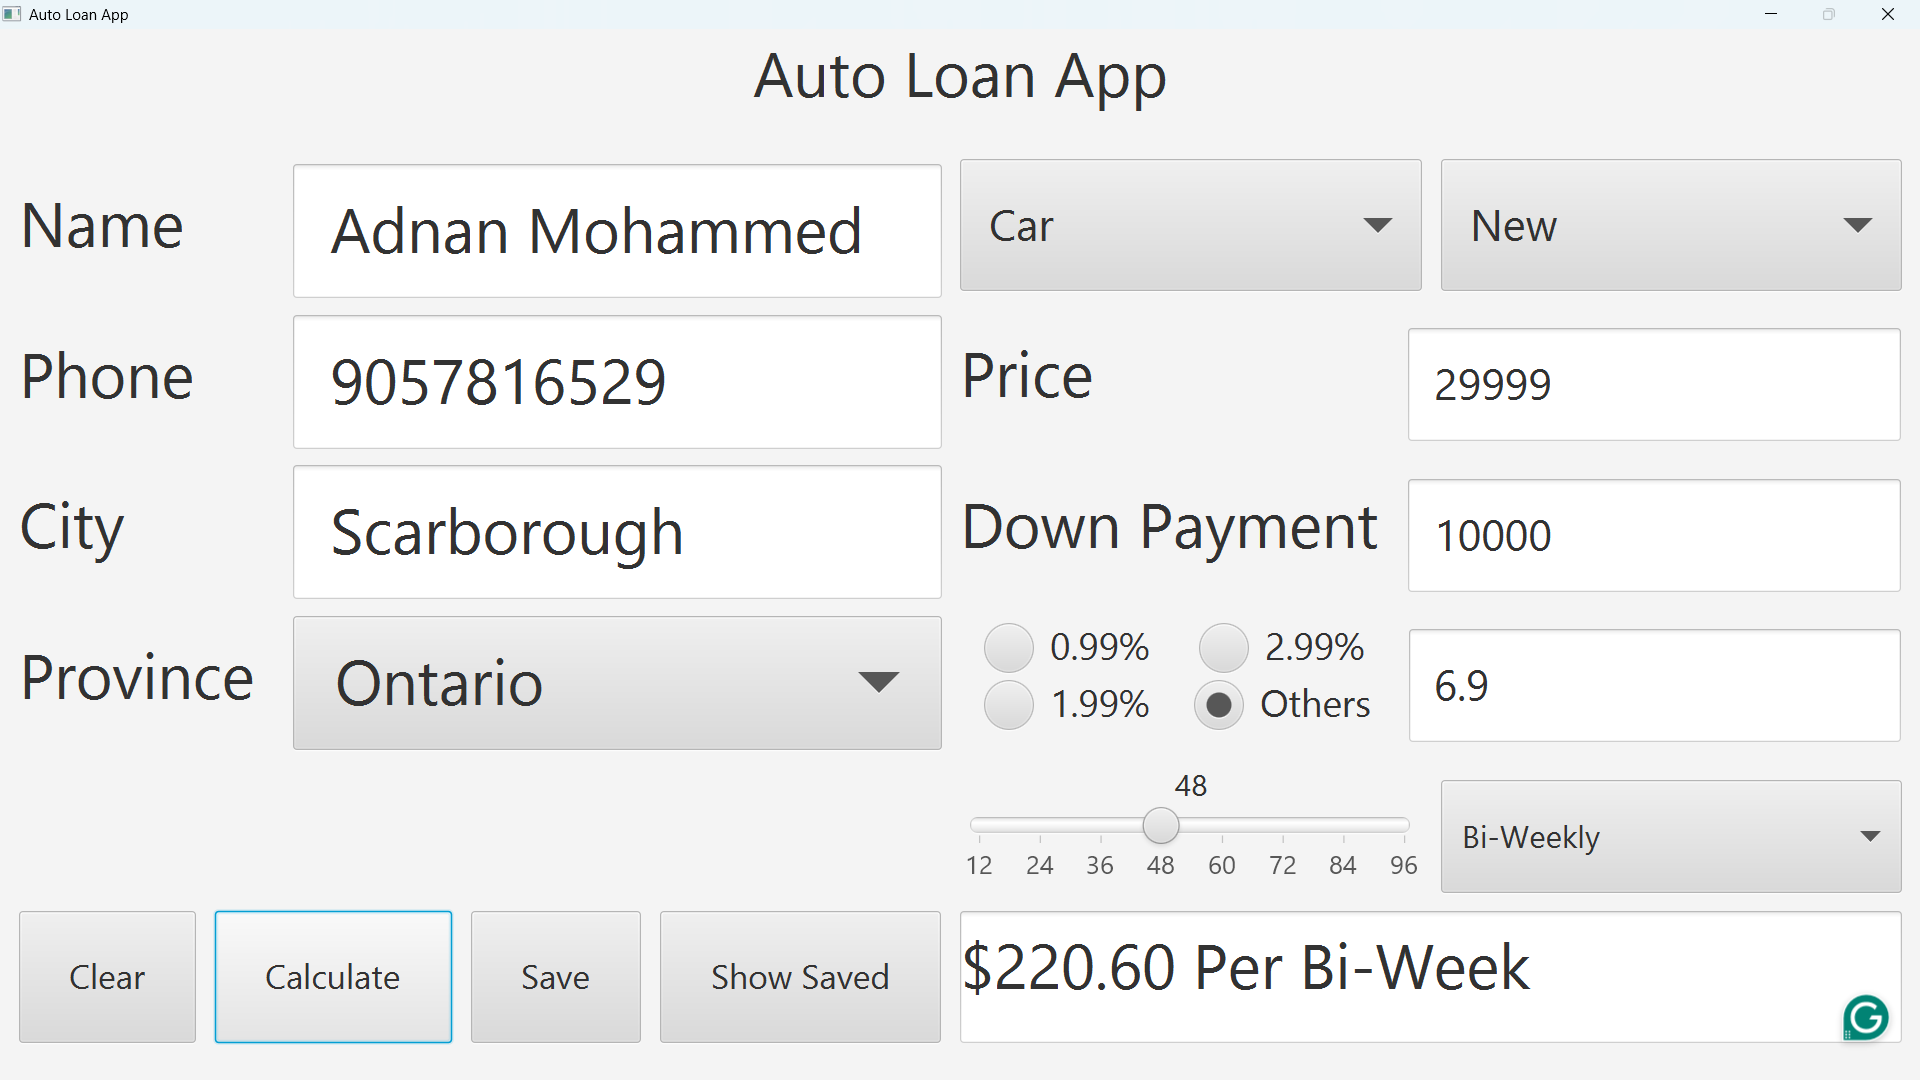 Auto Loan App
Auto Loan App
Name
Adnan Mohammed
Car
New
Phone
9057816529
Price
29999
City
Scarborough
Down Payment
10000
Province
Ontario
0.99%
2.99%
1.99%
Others
6.9
48
12 24 36 48 60 72 84 96
Bi-Weekly
Clear
Calculate
Save
Show Saved
$220.60 Per Bi-Week